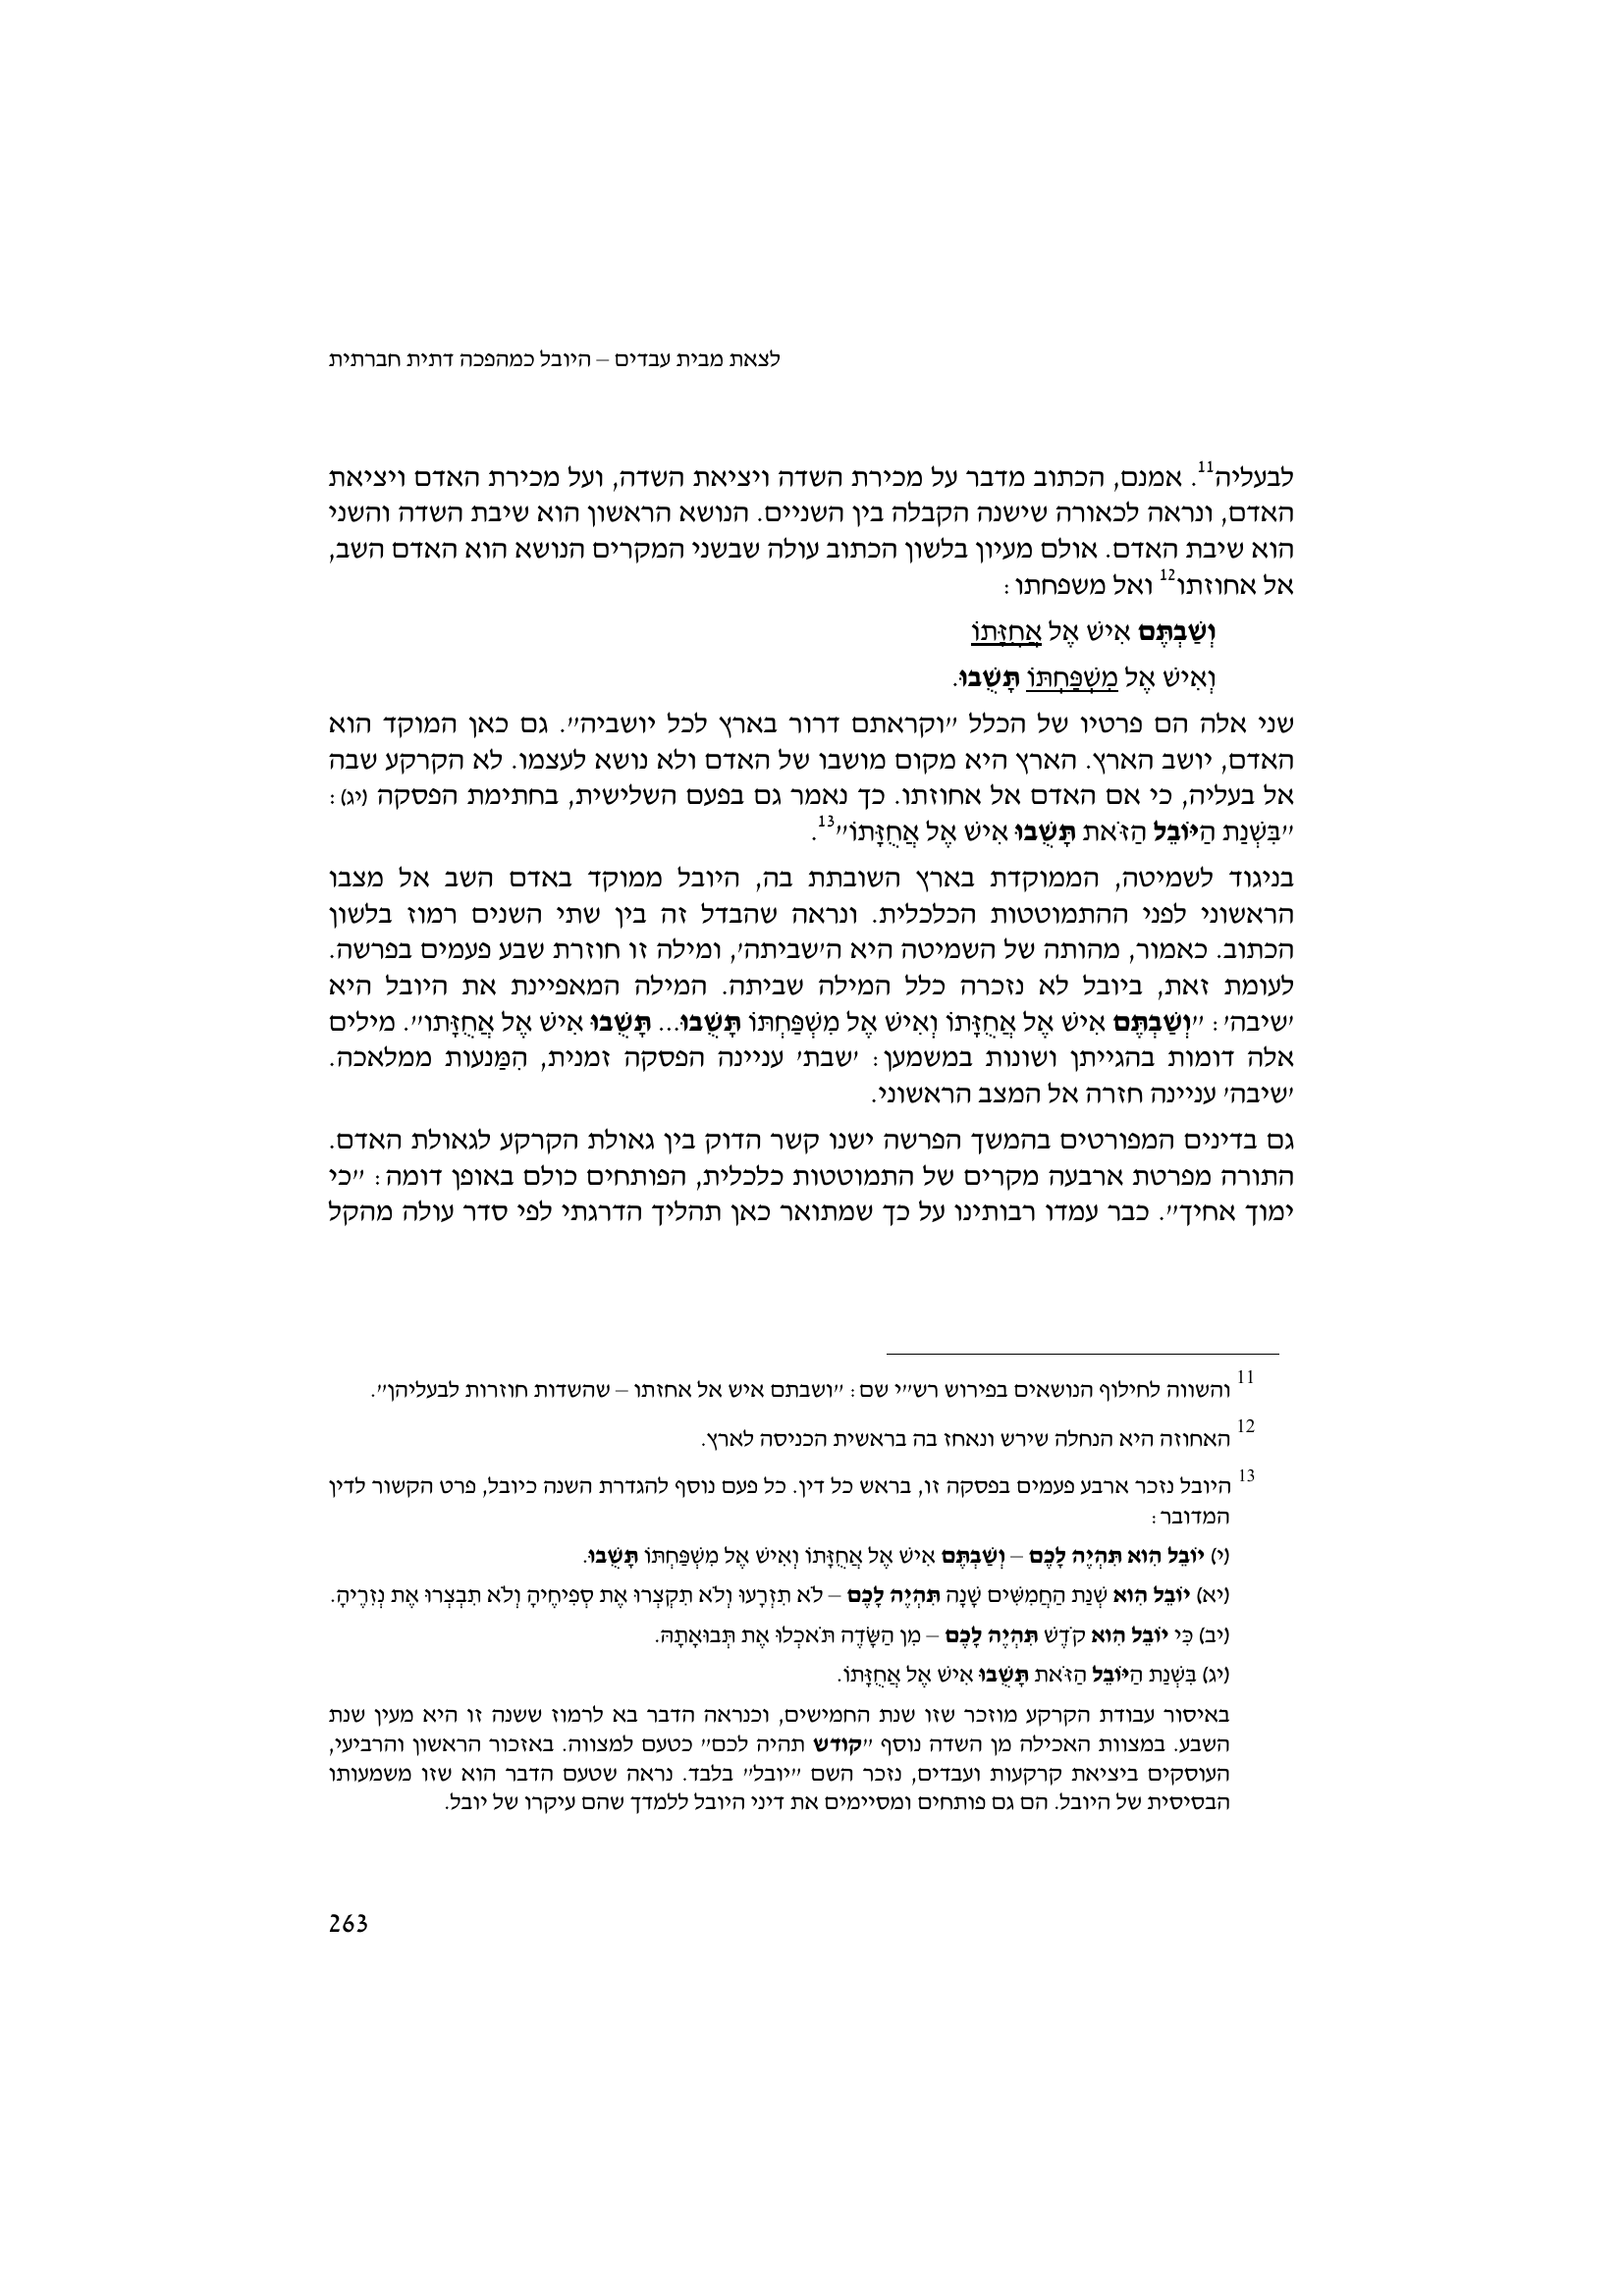 לצאת מבית עבדים – היובל כמהפכה דתית חברתית
לבעליה11. אמנם, הכתוב מדבר על מכירת השדה ויציאת השדה, ועל מכירת האדם ויציאת
האדם, ונראה לכאורה שישנה הקבלה בין השניים. הנושא הראשון הוא שיבת השדה והשני
הוא שיבת האדם. אולם מעיון בלשון הכתוב עולה שבשני המקרים הנושא הוא האדם השב,
אל אחוזתו12 ואל משפחתו:
וְשַׁבְתֶּם אִישׁ אֶל אֲחֻזָּתוֹ
וְאִישׁ אֶל מִשְׁפַּחְתּוֹ תָּשֻׁבוּ.
שני אלה הם פרטיו של הכלל "וקראתם דרור בארץ לכל יושביה". גם כאן המוקד הוא
האדם, יושב הארץ. הארץ היא מקום מושבו של האדם ולא נושא לעצמו. לא הקרקע שבה
אל בעליה, כי אם האדם אל אחוזתו. כך נאמר גם בפעם השלישית, בחתימת הפסקה (יג):
"בִּשְׁנַת הַיּוֹבֵל הַזֹּאת תָּשֻׁבוּ אִישׁ אֶל אֲחֻזָּתוֹ"13.
בניגוד לשמיטה, הממוקדת בארץ השובתת בה, היובל ממוקד באדם השב אל מצבו
הראשוני לפני ההתמוטטות הכלכלית. ונראה שהבדל זה בין שתי השנים רמוז בלשון
הכתוב. כאמור, מהותה של השמיטה היא ה'שביתה', ומילה זו חוזרת שבע פעמים בפרשה.
לעומת זאת, ביובל לא נזכרה כלל המילה שביתה. המילה המאפיינת את היובל היא
'שיבה': "וְשַׁבְתֶּם אִישׁ אֶל אֲחֻזָּתוֹ וְאִישׁ אֶל מִשְׁפַּחְתּוֹ תָּשֻׁבוּ... תָּשֻׁבוּ אִישׁ אֶל אֲחֻזָּתו". מילים
אלה דומות בהגייתן ושונות במשמען: 'שבת' עניינה הפסקה זמנית, הִמַּנעות ממלאכה.
'שיבה' עניינה חזרה אל המצב הראשוני.
גם בדינים המפורטים בהמשך הפרשה ישנו קשר הדוק בין גאולת הקרקע לגאולת האדם.
התורה מפרטת ארבעה מקרים של התמוטטות כלכלית, הפותחים כולם באופן דומה: "כי
ימוך אחיך". כבר עמדו רבותינו על כך שמתואר כאן תהליך הדרגתי לפי סדר עולה מהקל
11 והשווה לחילוף הנושאים בפירוש רש"י שם: "ושבתם איש אל אחזתו – שהשדות חוזרות לבעליהן".
12 האחוזה היא הנחלה שירש ונאחז בה בראשית הכניסה לארץ.
13 היובל נזכר ארבע פעמים בפסקה זו, בראש כל דין. כל פעם נוסף להגדרת השנה כיובל, פרט הקשור לדין
המדובר:
(י) יוֹבֵל הִוא תִּהְיֶה לָכֶם – וְשַׁבְתֶּם אִישׁ אֶל אֲחֻזָּתוֹ וְאִישׁ אֶל מִשְׁפַּחְתּוֹ תָּשֻׁבוּ.
(יא) יוֹבֵל הִוא שְׁנַת הַחֲמִשִּׁים שָׁנָה תִּהְיֶה לָכֶם – לֹא תִזְרָעוּ וְלֹא תִקְצְרוּ אֶת סְפִיחֶיהָ וְלֹא תִבְצְרוּ אֶת נְזִרֶיהָ.
(יב) כִּי יוֹבֵל הִוא קֹדֶשׁ תִּהְיֶה לָכֶם – מִן הַשָּׂדֶה תֹּאכְלוּ אֶת תְּבוּאָתָהּ.
(יג) בִּשְׁנַת הַיּוֹבֵל הַזֹּאת תָּשֻׁבוּ אִישׁ אֶל אֲחֻזָּתוֹ.
באיסור עבודת הקרקע מוזכר שזו שנת החמישים, וכנראה הדבר בא לרמוז ששנה זו היא מעין שנת
השבע. במצוות האכילה מן השדה נוסף "קודש תהיה לכם" כטעם למצווה. באזכור הראשון והרביעי,
העוסקים ביציאת קרקעות ועבדים, נזכר השם "יובל" בלבד. נראה שטעם הדבר הוא שזו משמעותו
הבסיסית של היובל. הם גם פותחים ומסיימים את דיני היובל ללמדך שהם עיקרו של יובל.
263